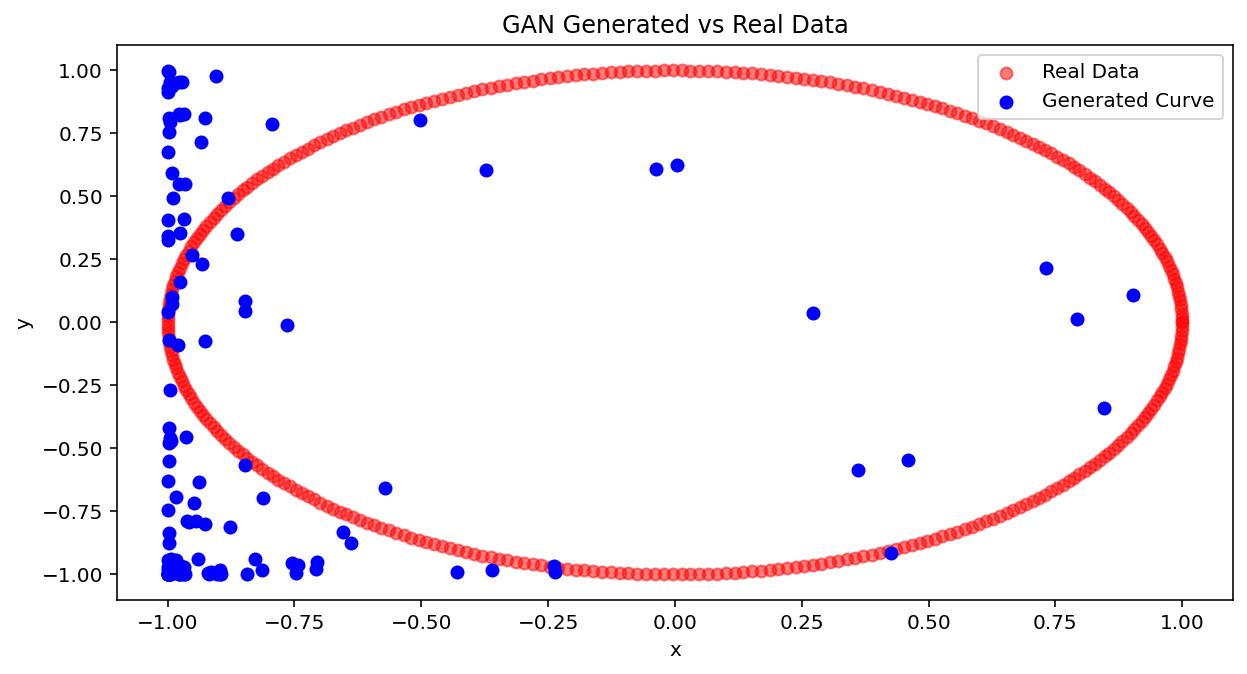 GAN Generated vs Real Data
Real Data
Generated Curve
1.00
0.75
0.50
0.25
0.00
−0.25
−0.50
−0.75
−1.00
y
−1.00 −0.75 −0.50 −0.25 0.00 0.25 0.50 0.75 1.00
x